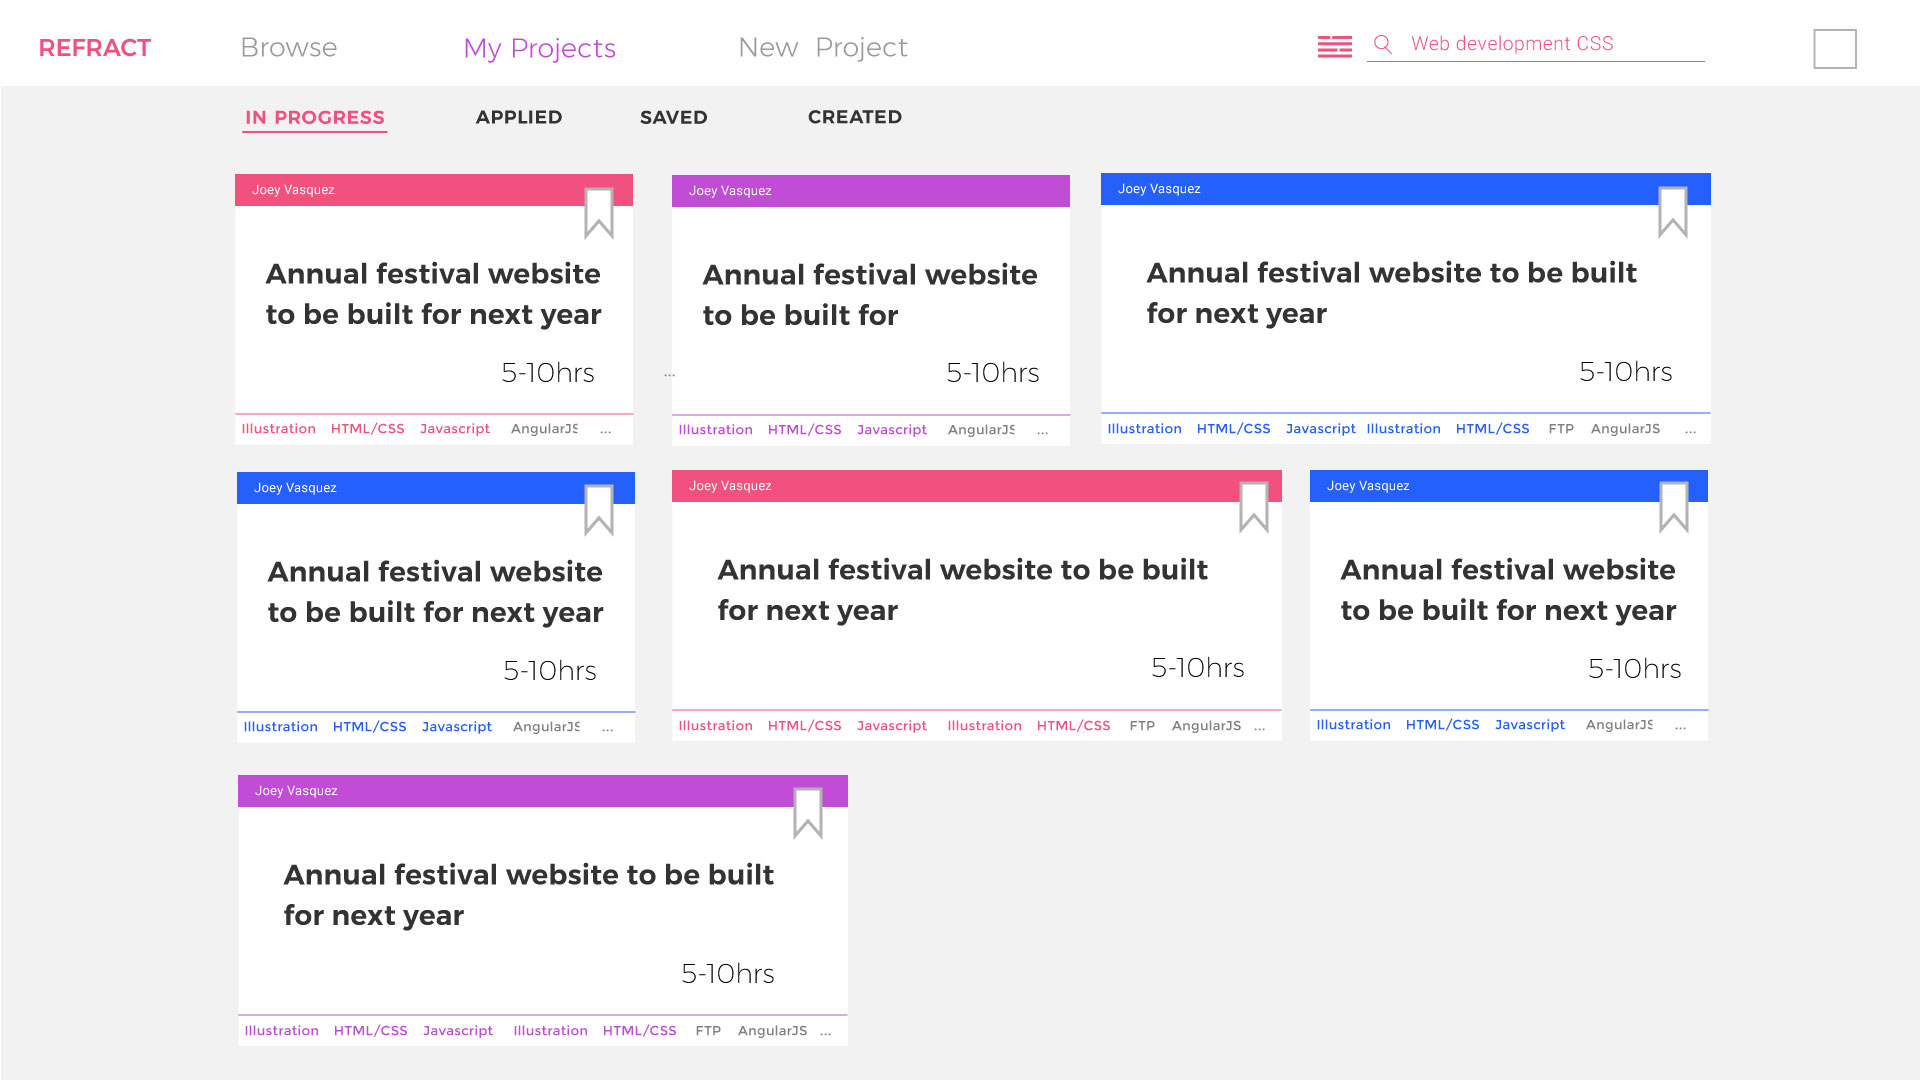 REFRACT Browse My Projects New Project Web development CSS
IN PROGRESS APPLIED SAVED CREATED
Joey Vasquez
Annual festival website
to be built for next year
5-10hrs
Illustration HTML/CSS Javascript AngularJS ...
Joey Vasquez
Annual festival website
to be built for
...
5-10hrs
Illustration HTML/CSS Javascript AngularJS ...
Joey Vasquez
Annual festival website to be built
for next year
5-10hrs
Illustration HTML/CSS Javascript Illustration HTML/CSS FTP AngularJS ...
Joey Vasquez
Annual festival website
to be built for next year
5-10hrs
Illustration HTML/CSS Javascript AngularJS ...
Joey Vasquez
Annual festival website to be built
for next year
5-10hrs
Illustration HTML/CSS Javascript Illustration HTML/CSS FTP AngularJS ...
Joey Vasquez
Annual festival website
to be built for next year
5-10hrs
Illustration HTML/CSS Javascript AngularJS ...
Joey Vasquez
Annual festival website to be built
for next year
5-10hrs
Illustration HTML/CSS Javascript Illustration HTML/CSS FTP AngularJS ...